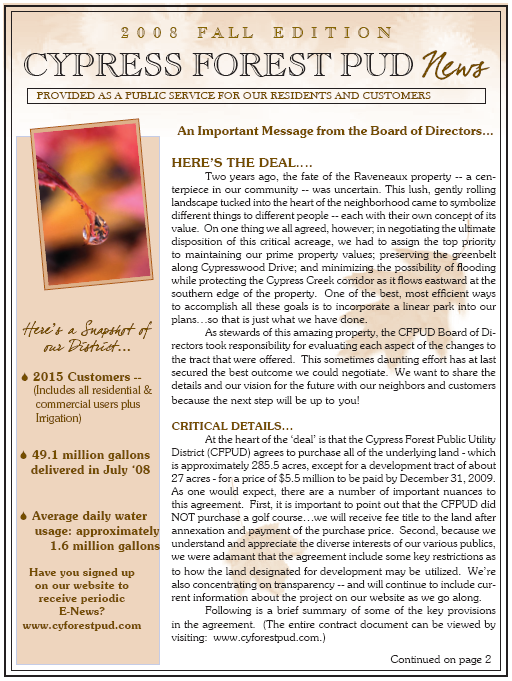 2008 FALL EDITION
CYPRESS FOREST PUD News
PROVIDED AS A PUBLIC SERVICE FOR OUR RESIDENTS AND CUSTOMERS
Here's a Snapshot of
our District...
2015 Customers --
(Includes all residential &
commercial users plus
Irrigation)
49.1 million gallons
delivered in July ‘08
Average daily water
usage: approximately
1.6 million gallons
Have you signed up
on our website to
receive periodic
E-News?
www.cyforestpud.com
An Important Message from the Board of Directors...
HERE'S THE DEAL....
Two years ago, the fate of the Raveneaux property -- a cen-
terpiece in our community -- was uncertain. This lush, gently rolling
landscape tucked into the heart of the neighborhood came to symbolize
different things to different people -- each with their own concept of its
value. On one thing we all agreed, however; in negotiating the ultimate
disposition of this critical acreage, we had to assign the top priority
to maintaining our prime property values; preserving the greenbelt
along Cypresswood Drive; and minimizing the possibility of flooding
while protecting the Cypress Creek corridor as it flows eastward at the
southern edge of the property. One of the best, most efficient ways
to accomplish all these goals is to incorporate a linear park into our
plans...so that is just what we have done.
As stewards of this amazing property, the CFPUD Board of Di-
rectors took responsibility for evaluating each aspect of the changes to
the tract that were offered. This sometimes daunting effort has at last
secured the best outcome we could negotiate. We want to share the
details and our vision for the future with our neighbors and customers
because the next step will be up to you!
CRITICAL DETAILS...
At the heart of the ‘deal’ is that the Cypress Forest Public Utility
District (CFPUD) agrees to purchase all of the underlying land - which
is approximately 285.5 acres, except for a development tract of about
27 acres - for a price of $5.5 million to be paid by December 31, 2009.
As one would expect, there are a number of important nuances to
this agreement. First, it is important to point out that the CFPUD did
NOT purchase a golf course...we will receive fee title to the land after
annexation and payment of the purchase price. Second, because we
understand and appreciate the diverse interests of our various publics,
we were adamant that the agreement include some key restrictions as
to how the land designated for development may be utilized. We're
also concentrating on transparency -- and will continue to include cur-
rent information about the project on our website as we go along.
Following is a brief summary of some of the key provisions
in the agreement. (The entire contract document can be viewed by
visiting: www.cyforestpud.com.)
Continued on page 2